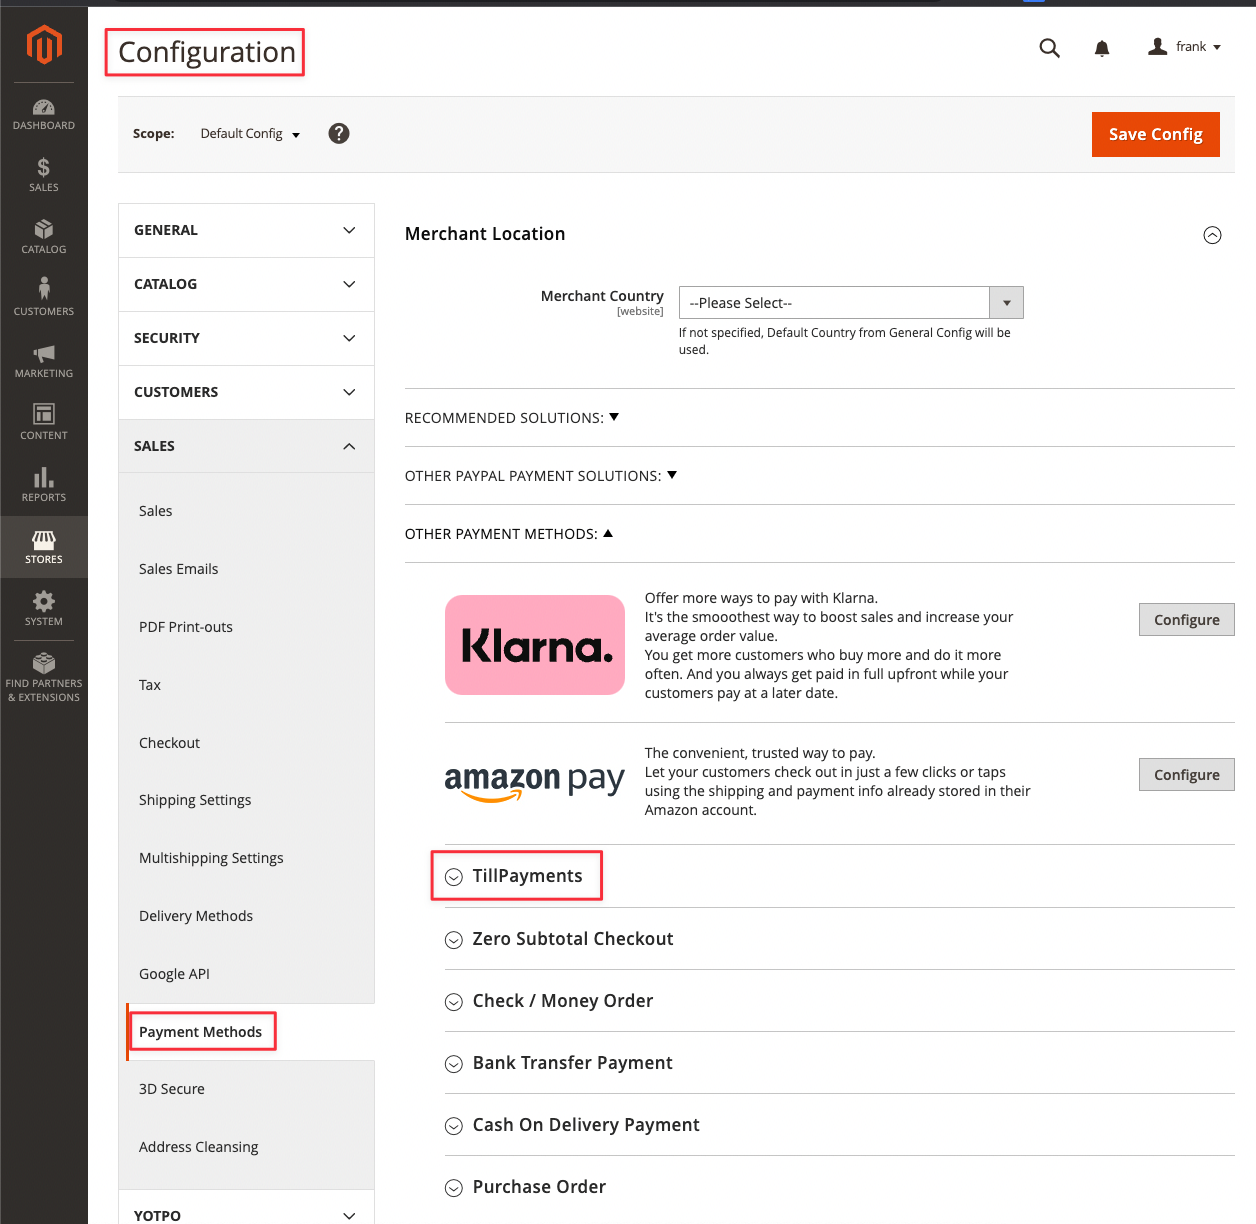 Configuration
frank
DASHBOARD
SALES
CATALOG
CUSTOMERS
MARKETING
CONTENT
REPORTS
STORES
SYSTEM
FIND PARTNERS
& EXTENSIONS
Scope:
Default Config
?
Save Config
GENERAL
CATALOG
SECURITY
CUSTOMERS
SALES
Sales
Sales Emails
PDF Print-outs
Tax
Checkout
Shipping Settings
Multishipping Settings
Delivery Methods
Google API
Payment Methods
3D Secure
Address Cleansing
YOTPO
Merchant Location
Merchant Country
[website]
--Please Select--
If not specified, Default Country from General Config will be
used.
RECOMMENDED SOLUTIONS:
OTHER PAYPAL PAYMENT SOLUTIONS:
OTHER PAYMENT METHODS:
Klarna.
Offer more ways to pay with Klarna.
It's the smooothest way to boost sales and increase your
average order value.
You get more customers who buy more and do it more
often. And you always get paid in full upfront while your
customers pay at a later date.
Configure
amazon pay
The convenient, trusted way to pay.
Let your customers check out in just a few clicks or taps
using the shipping and payment info already stored in their
Amazon account.
Configure
TillPayments
Zero Subtotal Checkout
Check / Money Order
Bank Transfer Payment
Cash On Delivery Payment
Purchase Order